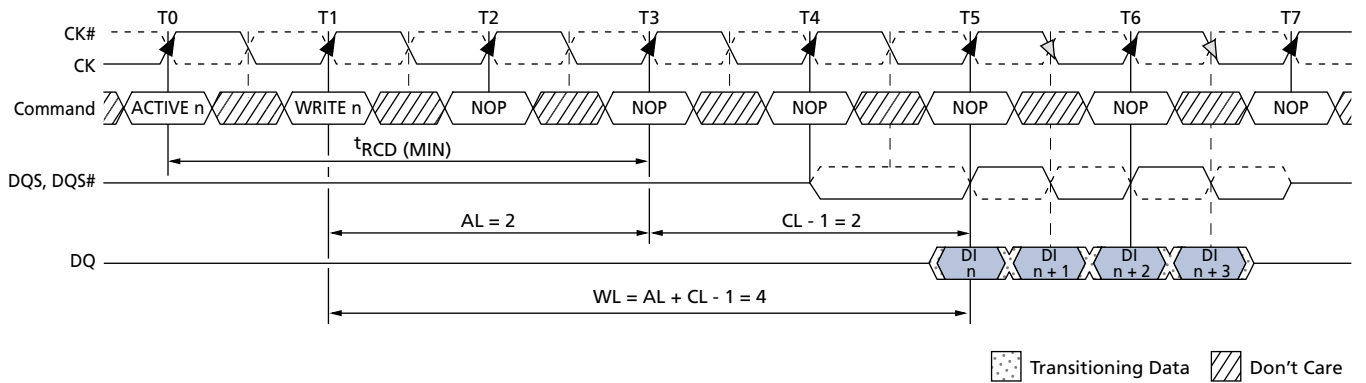 T0 T1 T2 T3 T4 T5 T6 T7
CK#
CK
Command ACTIVE n WRITE n NOP NOP NOP NOP NOP NOP
tRCD (MIN)
DQS, DQS#
AL = 2 CL - 1 = 2
DQ DI n DI n + 1 DI n + 2 DI n + 3
WL = AL + CL - 1 = 4
Transitioning Data Don't Care